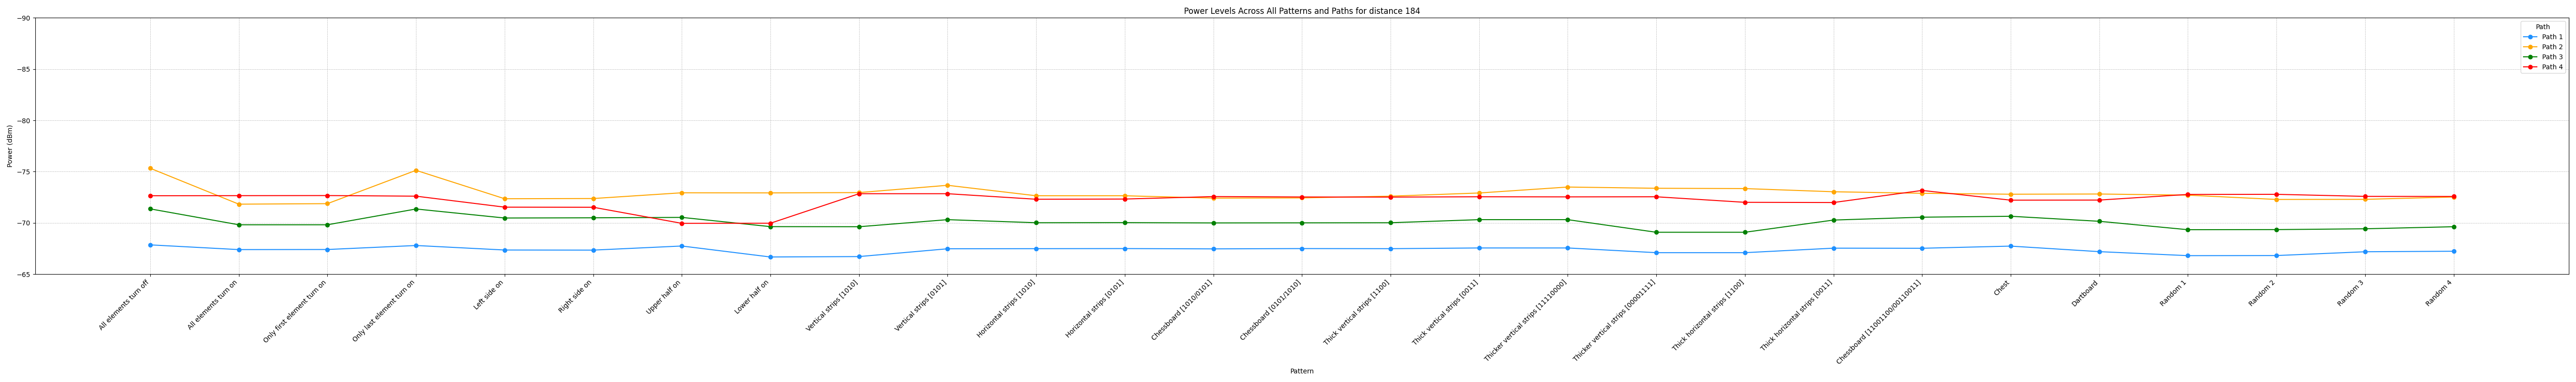 Power Levels Across All Patterns and Paths for distance 184
Power (dBm)
−90
−85
−80
−75
−70
−65
Path
Path 1
Path 2
Path 3
Path 4
All elements turn off
All elements turn on
Only first element turn on
Only last element turn on
Left side on
Right side on
Upper half on
Lower half on
Vertical strips [1010]
Vertical strips [0101]
Horizontal strips [1010]
Horizontal strips [0101]
Chessboard [1010/0101]
Chessboard [0101/1010]
Thick vertical strips [1100]
Thick vertical strips [0011]
Thicker vertical strips [11110000]
Thicker vertical strips [00001111]
Thick horizontal strips [1100]
Thick horizontal strips [0011]
Chessboard [11001100/00110011]
Chest
Dartboard
Random 1
Random 2
Random 3
Random 4
Pattern